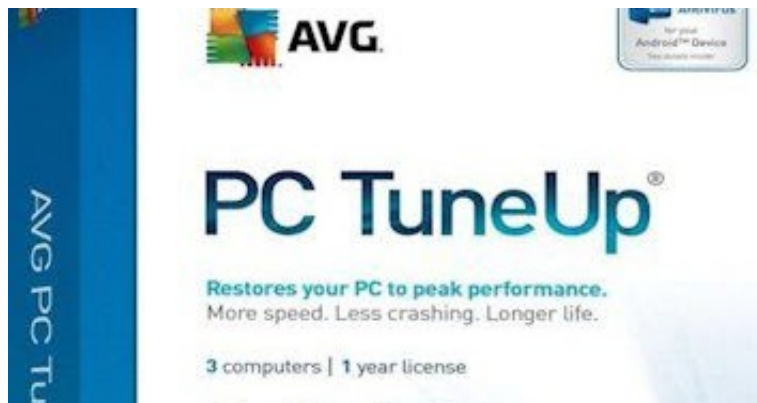 AVG
ANTIVIRUS
for your
Android™ Device
PC TuneUp®
Restores your PC to peak performance.
More speed. Less crashing. Longer life.
3 computers | 1 year license
AVG PC Tu